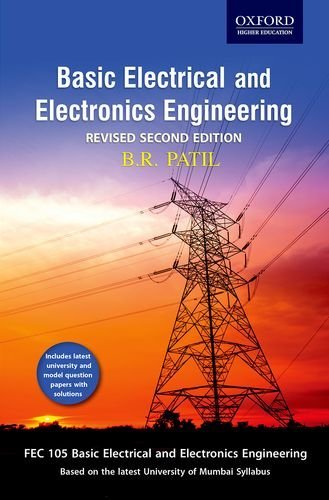 OXFORD
HIGHER EDUCATION
Basic Electrical and
Electronics Engineering
REVISED SECOND EDITION
B.R. PATIL
Includes latest
university and
model question
papers with
solutions
FEC 105 Basic Electrical and Electronics Engineering
Based on the latest University of Mumbai Syllabus